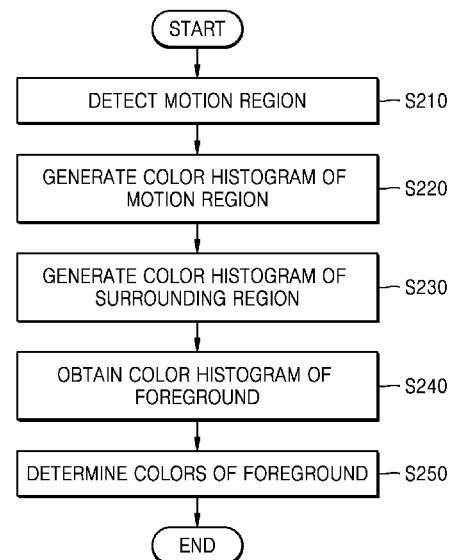 START
DETECT MOTION REGION
S210
GENERATE COLOR HISTOGRAM OF
MOTION REGION
S220
GENERATE COLOR HISTOGRAM OF
SURROUNDING REGION
S230
OBTAIN COLOR HISTOGRAM OF
FOREGROUND
S240
DETERMINE COLORS OF FOREGROUND
S250
END